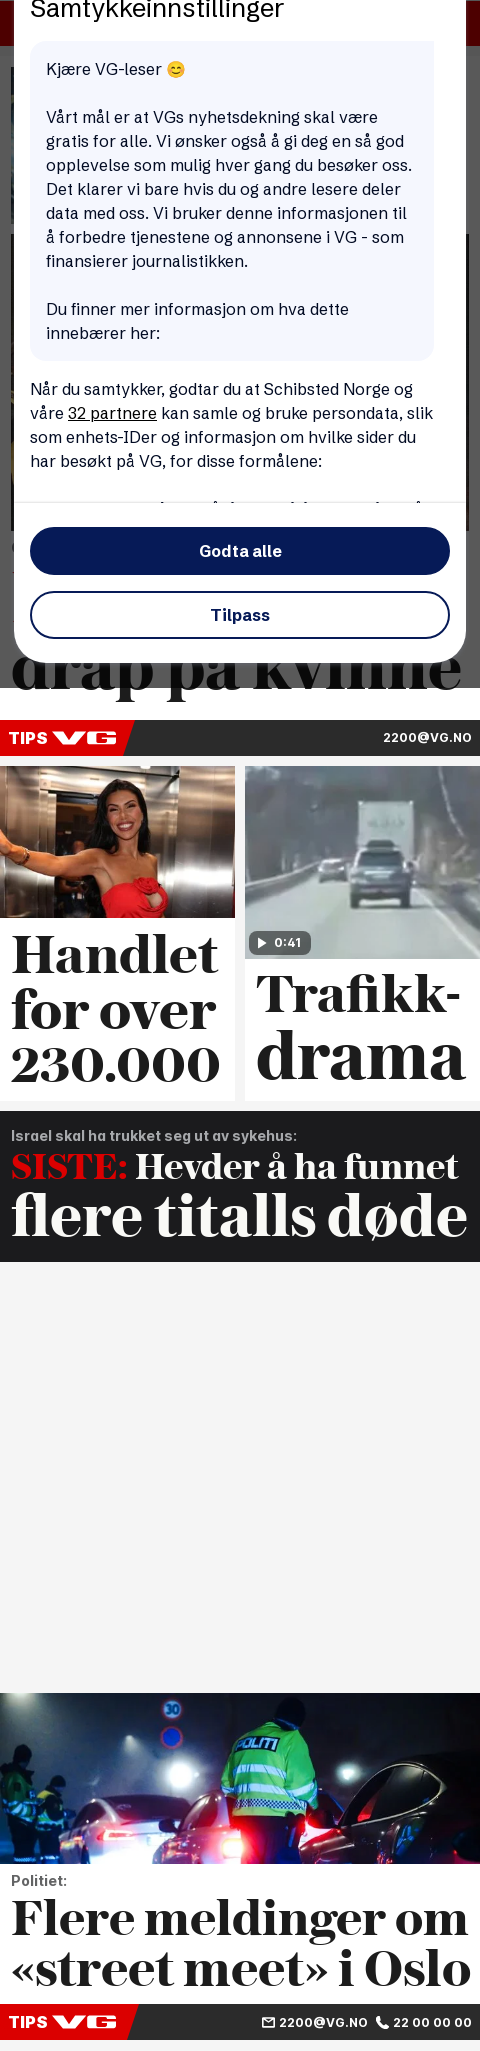 Samtykkeinnstillinger
Kjære VG-leser 😊
Vårt mål er at VGs nyhetsdekning skal være
gratis for alle. Vi ønsker også å gi deg en så god
opplevelse som mulig hver gang du besøker oss.
Det klarer vi bare hvis du og andre lesere deler
data med oss. Vi bruker denne informasjonen til
å forbedre tjenestene og annonsene i VG - som
finansierer journalistikken.
Du finner mer informasjon om hva dette
innebærer her:
Når du samtykker, godtar du at Schibsted Norge og
våre 32 partnere kan samle og bruke persondata, slik
som enhets-IDer og informasjon om hvilke sider du
har besøkt på VG, for disse formålene:
Godta alle
Tilpass
drap på kvinne
TIPS VG 2200@VG.NO
0:41
Handlet
for over
230.000
Trafikk-
drama
Israel skal ha trukket seg ut av sykehus:
SISTE: Hevder å ha funnet
flere titalls døde
30
POLITI
Politiet:
Flere meldinger om
«street meet» i Oslo
TIPS VG 2200@VG.NO 22 00 00 00